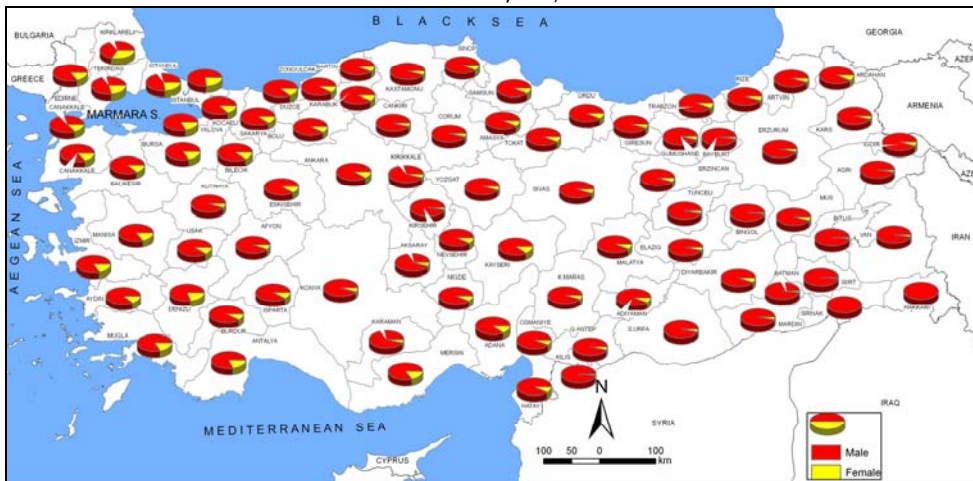 BLACK SEA
BULGARIA
GEORGIA
KIRKLARELI
SINOP
GREECE
TEKIRDAG
ISTANBUL
ZONGULDAK
BARTIN
KASTAMONU
ARDAHAN
EDIRNE
ISTANBUL
DUZCE
KARABUK
SAMSUN
RIZE
ARTVIN
CANAKKALE
MARMARA S.
KOCAELI
CANKIRI
ORDU
TRABZON
ARMENIA
YALOVA
SAKARYA
BOLU
CORUM
AMASYA
TOKAT
GIRESUN
ERZURUM
KARS
BURSA
GUMUSHANE
BAYBURT
IGDIR
CANAKKALE
BALIKESIR
BILECIK
ANKARA
KIRIKKALE
YOZGAT
SIVAS
ERZINCAN
AGRI
AEGEAN SEA
KUTAHYA
ESKISEHIR
TUNCELI
MUS
IRAN
MANISA
USAK
AFYON
KIRSEHIR
BINGOL
BITLIS
VAN
IZMIR
AKSARAY
NEVSEHIR
KAYSERI
MALATYA
ELAZIG
DIYARBAKIR
NIGDE
K.MARAS
BATMAN
SIIRT
AYDIN
DENIZLI
ISPARTA
KONYA
ADIYAMAN
SIRNAK
HAKKARI
BURDUR
MARDIN
MUGLA
ANTALYA
KARAMAN
ADANA
OSMANIYE
G.ANTEP
S.URFA
MERSIN
KILIS
HATAY
N
IRAQ
MEDITERRANEAN SEA
SYRIA
100 0 100
km
Male
Female
CYPRUS